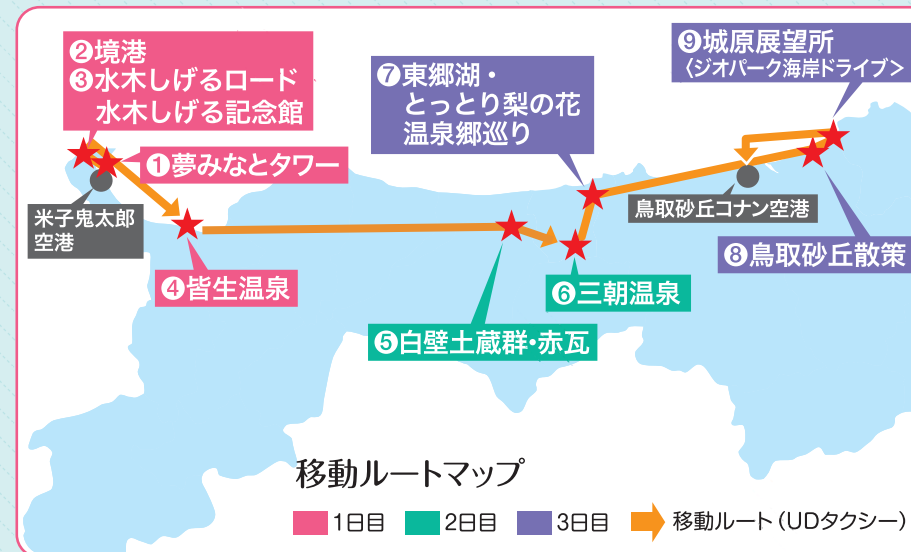 ❷境港
❸水木しげるロード
水木しげる記念館
❶夢みなとタワー
米子鬼太郎
空港
❹皆生温泉
❺白壁土蔵群・赤瓦
❻三朝温泉
❼東郷湖・
とっとり梨の花
温泉郷巡り
❾城原展望所
〈ジオパーク海岸ドライブ〉
鳥取砂丘コナン空港
❽鳥取砂丘散策
移動ルートマップ
1日目 2日目 3日目 移動ルート(UDタクシー)